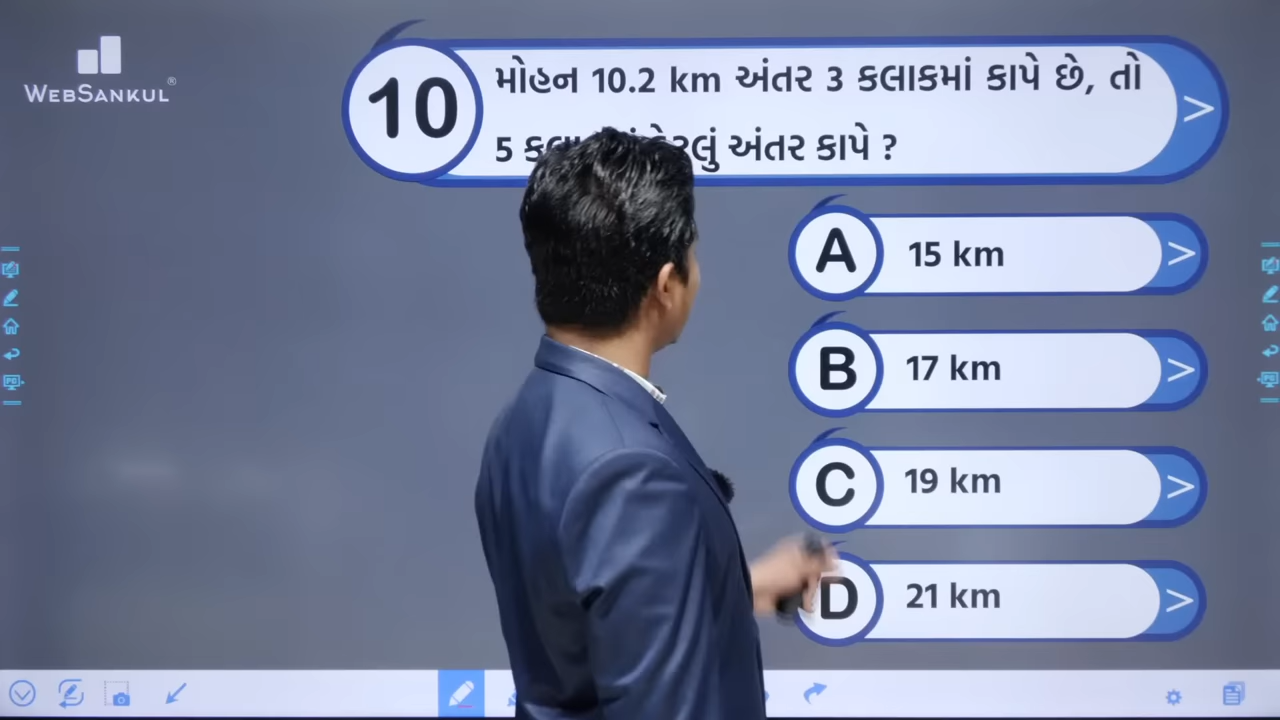 WEBSANKUL®
10
મોહન 10.2 km અંતર 3 કલાકમાં કાપે છે, તો
5 અંતર કાપે ?
A 15 km
B 17 km
C 19 km
D 21 km